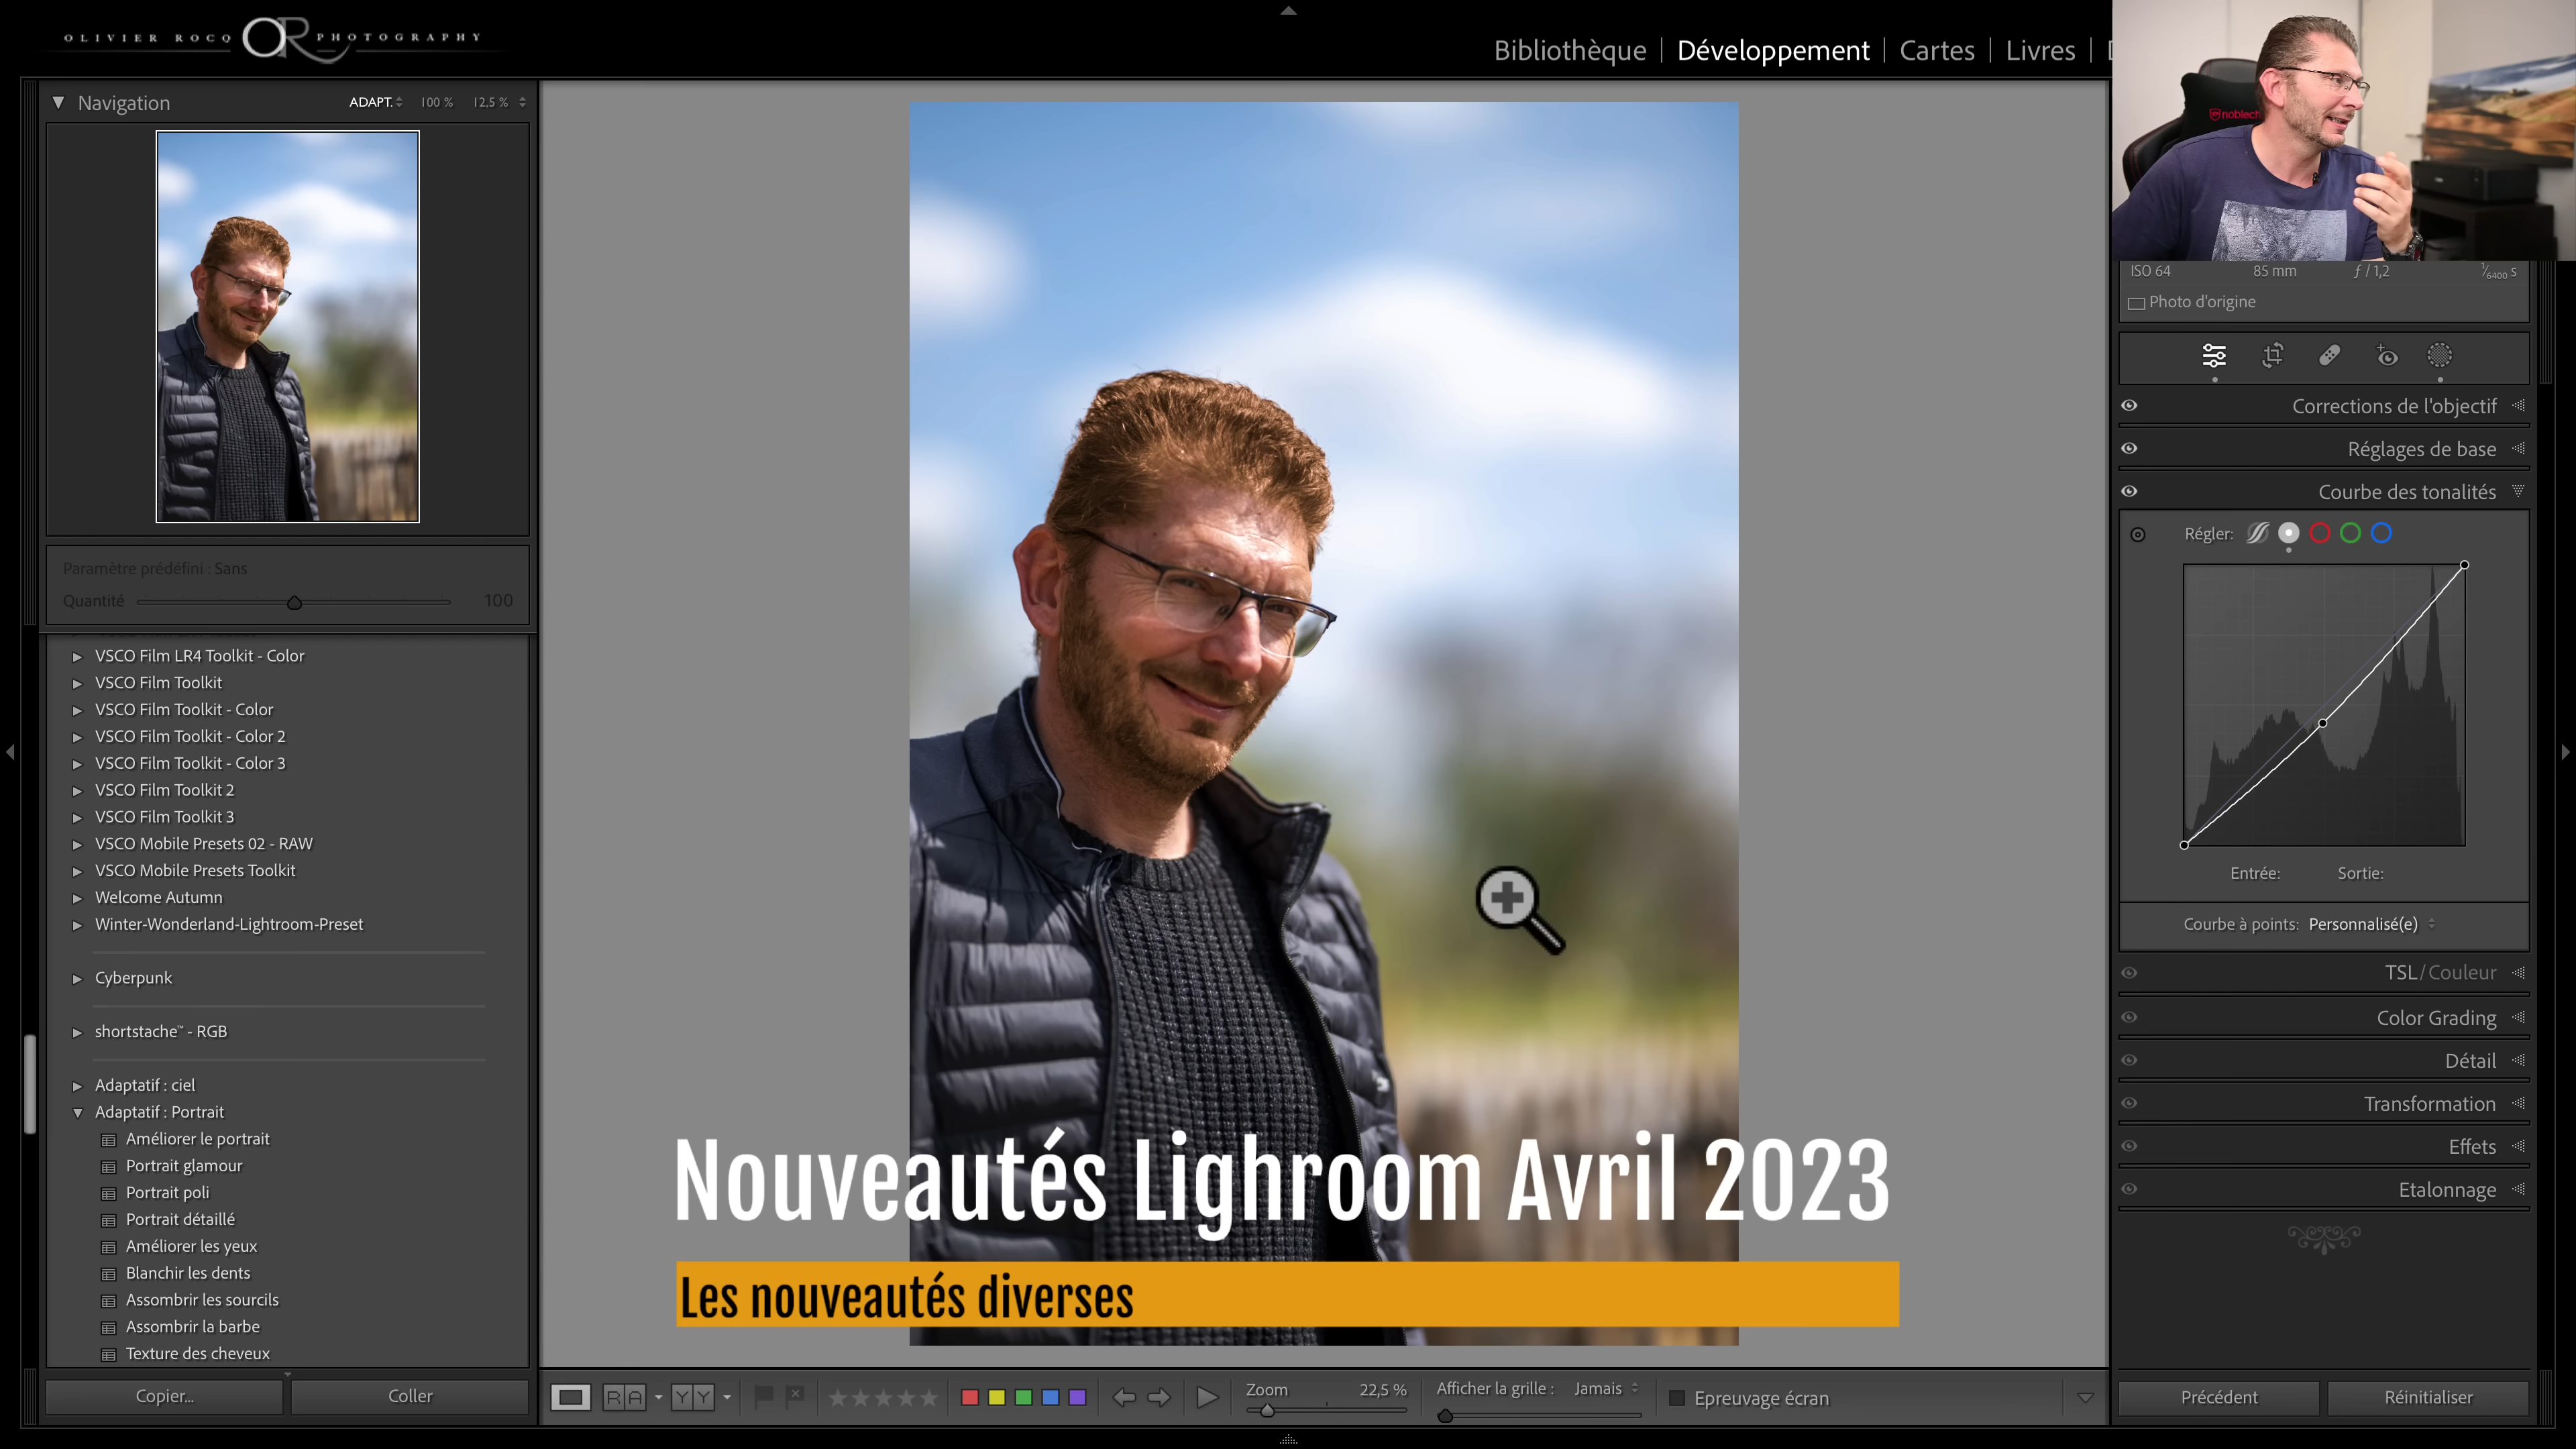 OLIVIER ROCQ OR PHOTOGRAPHY
Bibliothèque | Développement | Cartes | Livres |
Navigation ADAPT. 100 % 12,5 %
noblech
ISO 64 85 mm ƒ / 1,2 1/6400 s
Photo d'origine
Corrections de l'objectif
Réglages de base
Courbe des tonalités
Régler:
Entrée: Sortie:
Courbe à points: Personnalisé(e)
TSL / Couleur
Color Grading
Détail
Transformation
Effets
Etalonnage
Précédent Réinitialiser
Paramètre prédéfini : Sans
Quantité 100
VSCO Film LR4 Toolkit - Color
VSCO Film Toolkit
VSCO Film Toolkit - Color
VSCO Film Toolkit - Color 2
VSCO Film Toolkit - Color 3
VSCO Film Toolkit 2
VSCO Film Toolkit 3
VSCO Mobile Presets 02 - RAW
VSCO Mobile Presets Toolkit
Welcome Autumn
Winter-Wonderland-Lightroom-Preset
Cyberpunk
shortstache™ - RGB
Adaptatif : ciel
Adaptatif : Portrait
Améliorer le portrait
Portrait glamour
Portrait poli
Portrait détaillé
Améliorer les yeux
Blanchir les dents
Assombrir les sourcils
Assombrir la barbe
Texture des cheveux
Copier... Coller
Nouveautés Lighroom Avril 2023
Les nouveautés diverses
R A Y Y Zoom 22,5 % Afficher la grille : Jamais Epreuvage écran